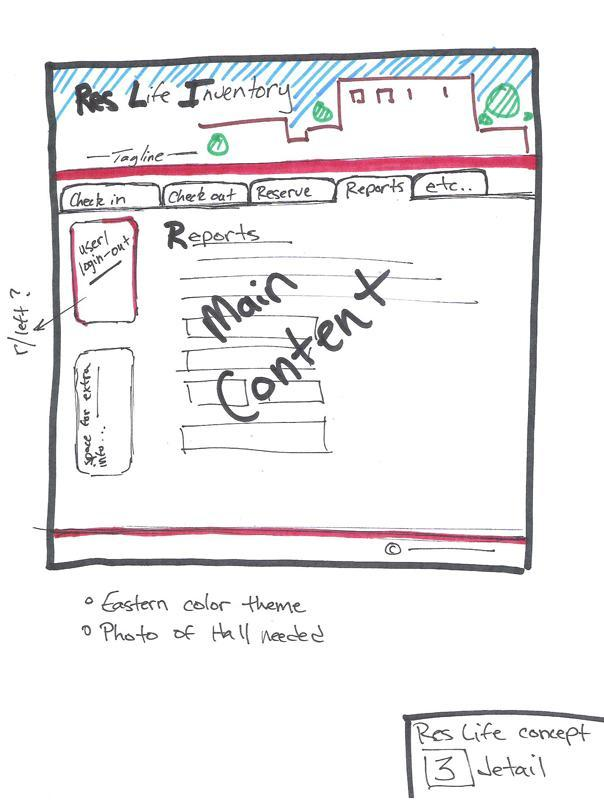 Res Life Inventory
Tagline
Check in
Check out
Reserve
Reports
etc..
user/
login-out
Reports
r/left?
Main
Content
space for extra
info...
©
° Eastern color theme
° Photo of Hall needed
Res Life concept
3 detail